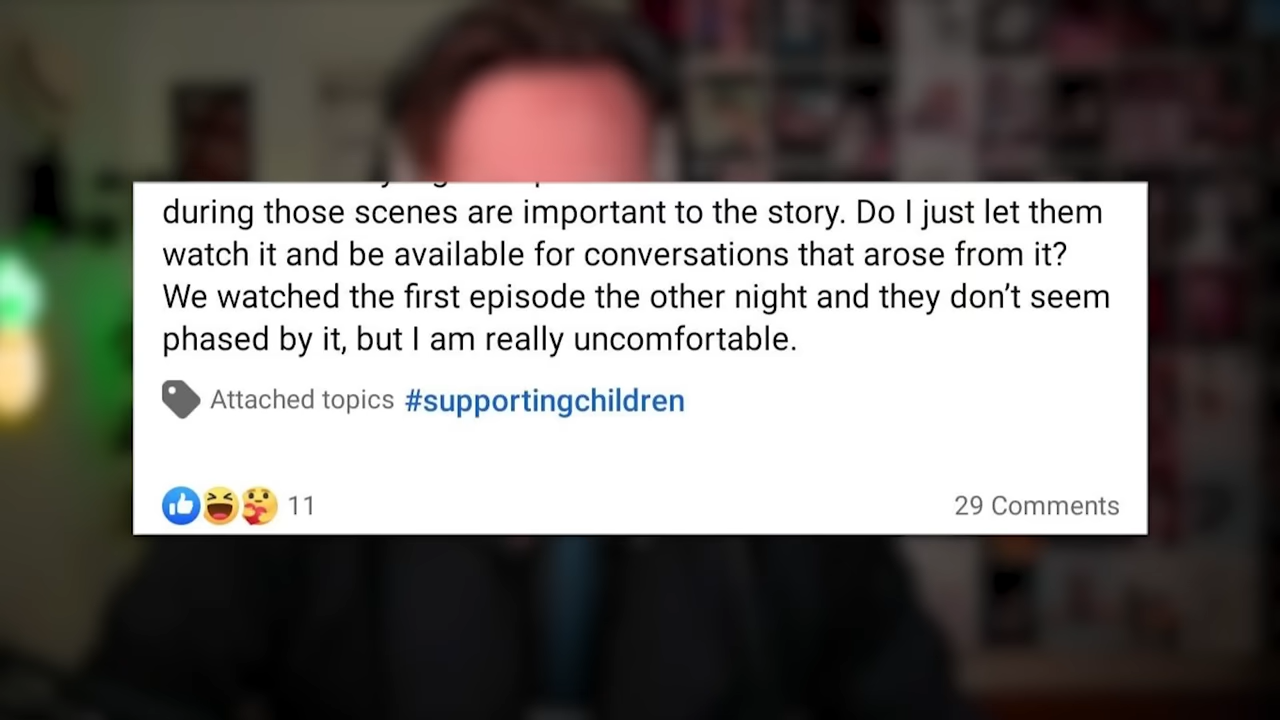 during those scenes are important to the story. Do I just let them
watch it and be available for conversations that arose from it?
We watched the first episode the other night and they don’t seem
phased by it, but I am really uncomfortable.
Attached topics #supportingchildren
11 29 Comments